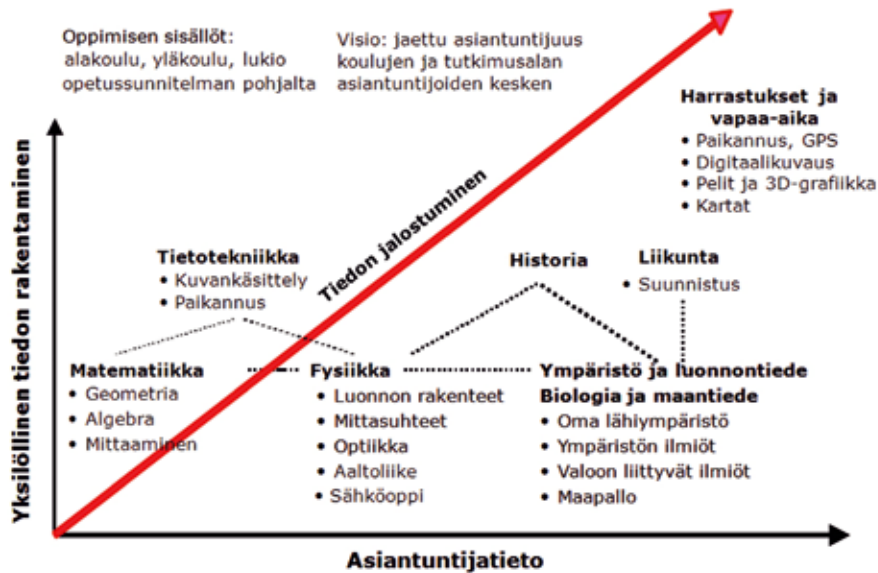 Oppimisen sisällöt:
alakoulu, yläkoulu, lukio
opetussunnitelman pohjalta
Visio: jaettu asiantuntijuus
koulujen ja tutkimusalan
asiantuntijoiden kesken
Harrastukset ja
vapaa-aika
• Paikannus, GPS
• Digitaalikuvaus
• Pelit ja 3D-grafiikka
• Kartat
Yksilöllinen tiedon rakentaminen
Tiedon jalostuminen
Tietotekniikka
• Kuvankäsittely
• Paikannus
Historia
Liikunta
• Suunnistus
Matematiikka
• Geometria
• Algebra
• Mittaaminen
Fysiikka
• Luonnon rakenteet
• Mittasuhteet
• Optiikka
• Aaltoliike
• Sähköoppi
Ympäristö ja luonnontiede
Biologia ja maantiede
• Oma lähiympäristö
• Ympäristön ilmiöt
• Valoon liittyvät ilmiöt
• Maapallo
Asiantuntijatieto